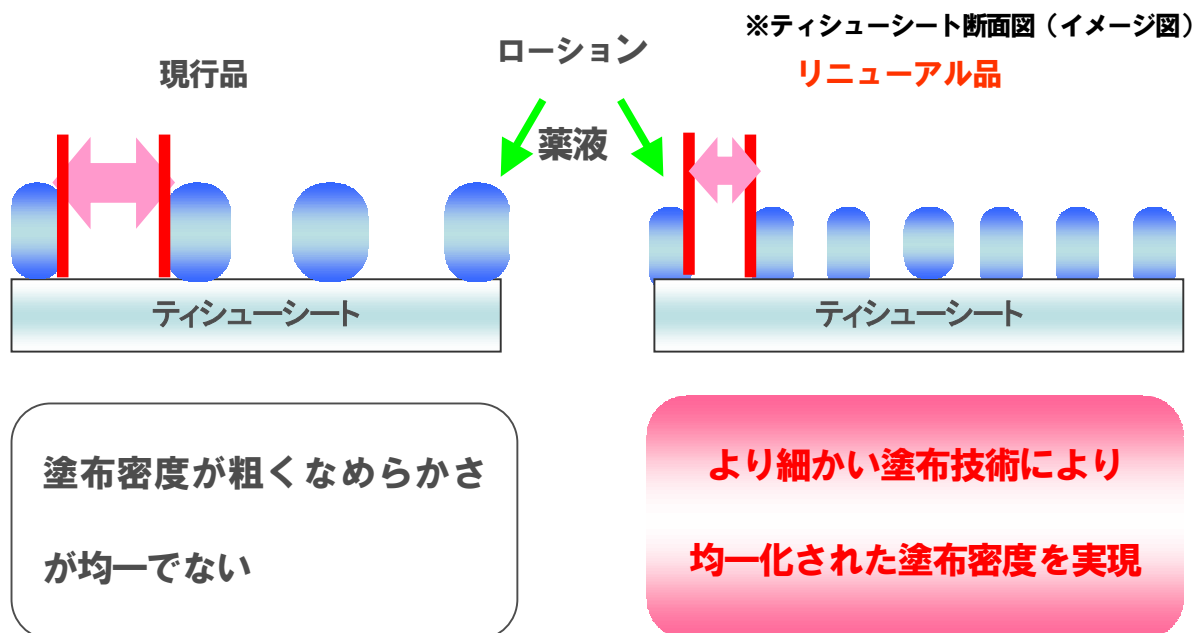 ※ティシューシート断面図（イメージ図）
現行品
ローション
薬液
リニューアル品
ティシューシート
ティシューシート
塗布密度が粗くなめらかさ
が均一でない
より細かい塗布技術により
均一化された塗布密度を実現